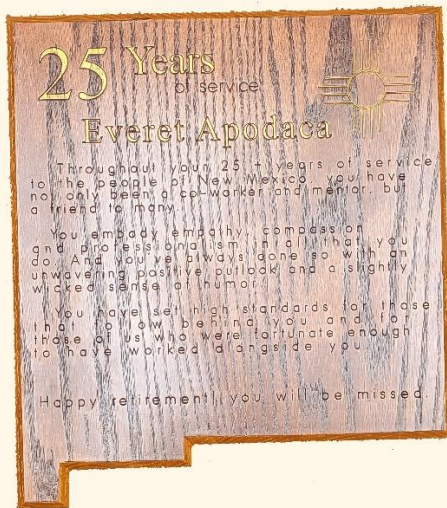 25 Years
of service
Everet Apodaca
Throughout your 25 + years of service
to the people of New Mexico, you have
not only been a co-worker and mentor, but
a friend to many.
You embady empathy, compassion
and professionalism in all that you
do. And you've always done so with an
unwavering positive outlook and a slightly
wicked sense of humor.
You have set high standards for those
that follow behind you and for
those of us who were fortunate enough
to have worked alongside you
Happy retirement, you will be missed.